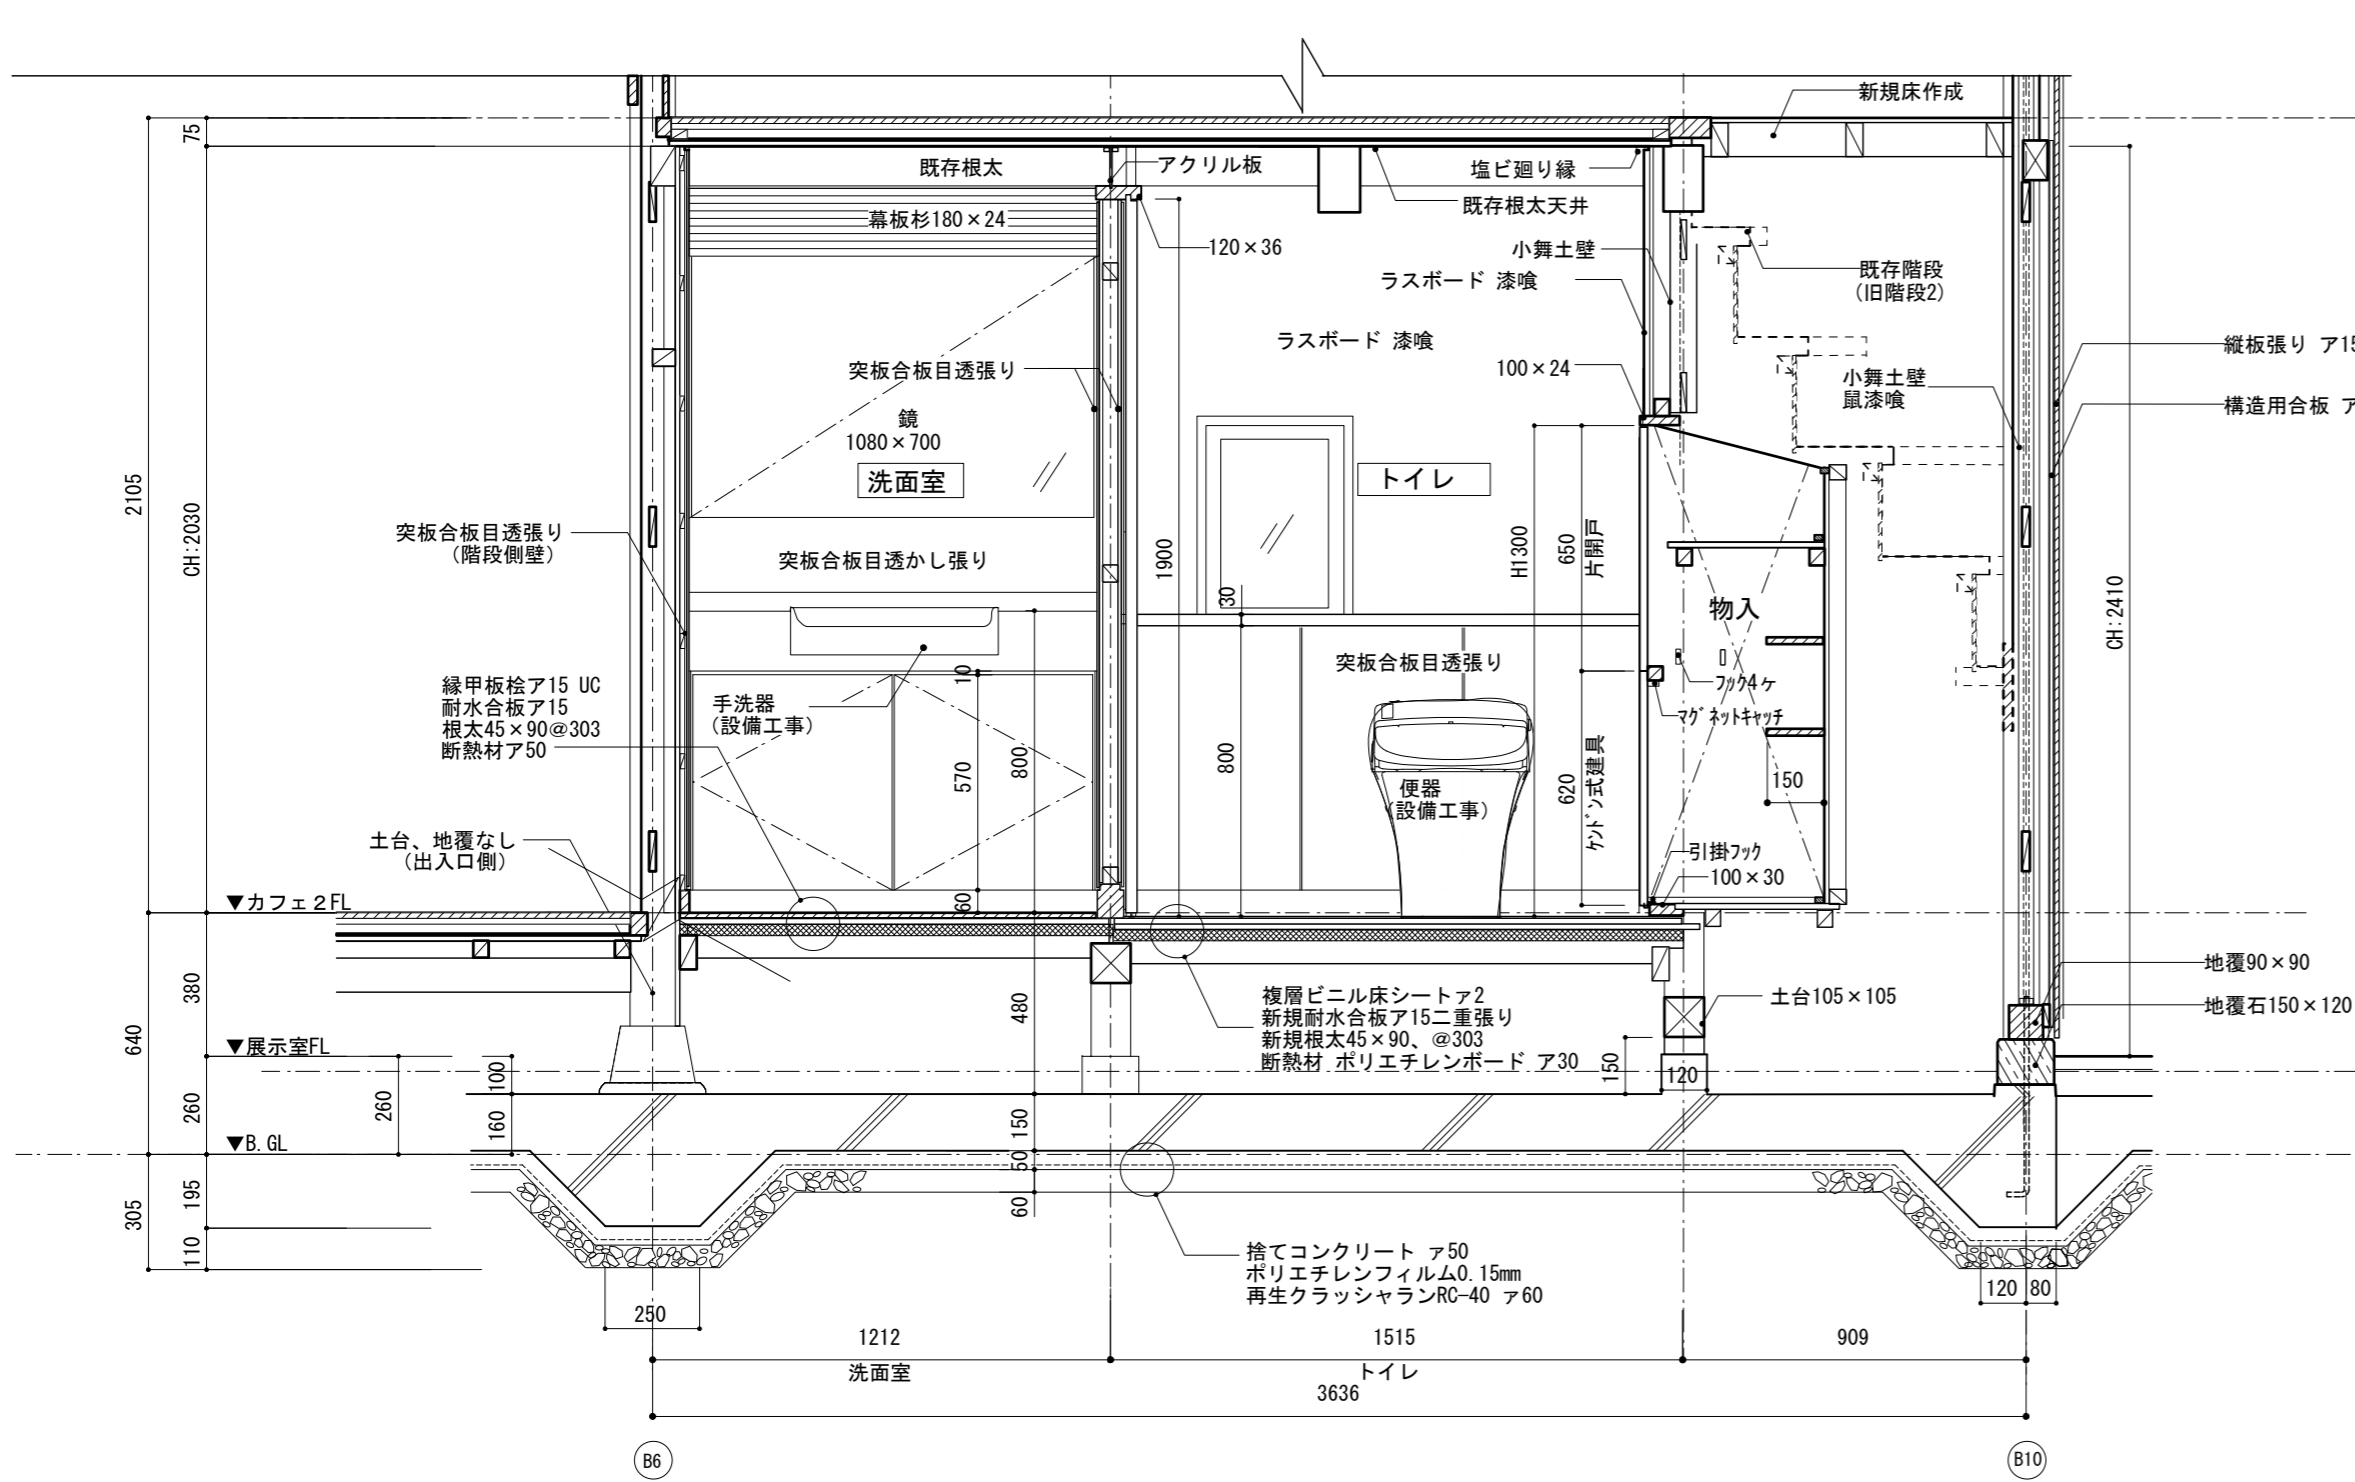 新規床作成
75
既存根太
アクリル板
塩ビ廻り縁
既存根太天井
幕板杉180×24
120×36
小舞土壁
ラスボード 漆喰
既存階段
(旧階段2)
ラスボード 漆喰
縦板張り ア15
突板合板目透張り
100×24
小舞土壁
鼠漆喰
構造用合板 ア
鏡
1080×700
洗面室
トイレ
2105
CH:2030
突板合板目透張り
(階段側壁)
突板合板目透かし張り
1900
H1300
650
片開戸
30
物入
CH:2410
突板合板目透張り
10
フック4ヶ
縁甲板桧ア15 UC
耐水合板ア15
根太45×90@303
断熱材ア50
手洗器
(設備工事)
マグネットキャッチ
570
800
800
便器
(設備工事)
620
ケンドン式建具
150
土台、地覆なし
(出入口側)
引掛フック
100×30
60
▼カフェ2FL
地覆90×90
380
640
480
複層ビニル床シートァ2
新規耐水合板ア15二重張り
新規根太45×90、@303
断熱材 ポリエチレンボード ア30
土台105×105
地覆石150×120
▼展示室FL
100
260
260
160
150
150
120
▼B.GL
50
60
195
305
110
捨てコンクリート ァ50
ポリエチレンフィルム0.15mm
再生クラッシャランRC-40 ァ60
250
120
80
1212
1515
909
洗面室
トイレ
3636
B6
B10